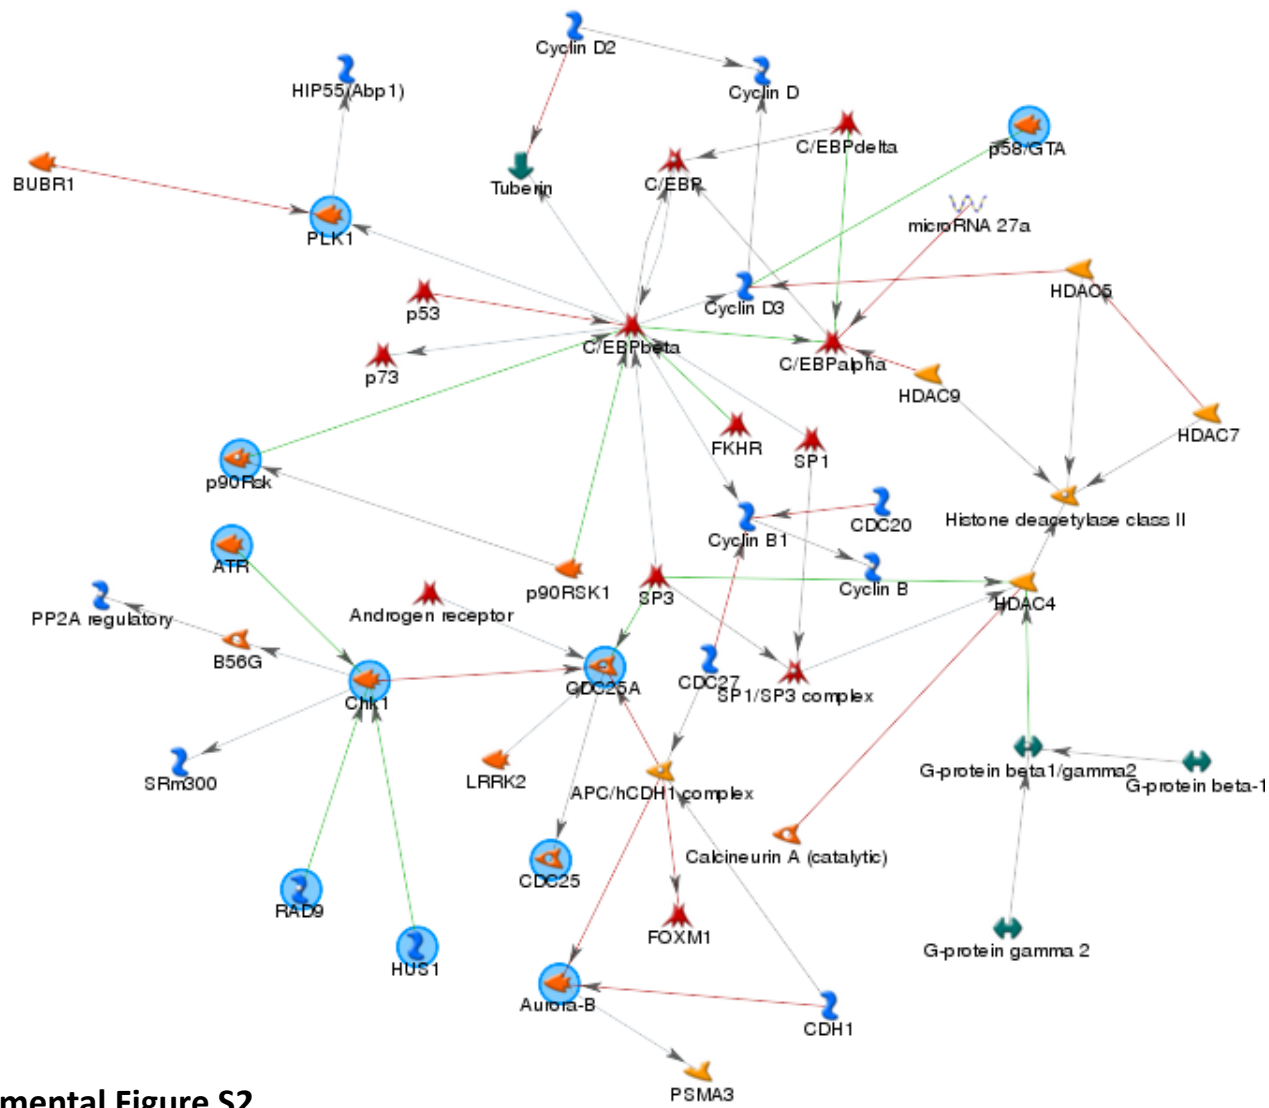 Cyclin D2
HIP55(Abp1)
Cyclin D
C/EBPdelta
p58/GTA
BUBR1
Tuberin
C/EBP
microRNA 27a
PLK1
HDAC5
p53
Cyclin D3
C/EBPbeta
C/EBPalpha
p73
HDAC9
HDAC7
FKHR
SP1
p90Rsk
Histone deacetylase class II
CDC20
Cyclin B1
ATR
Cyclin B
p90RSK1
SP3
HDAC4
PP2A regulatory
Androgen receptor
B56G
CDC27
CDC25A
SP1/SP3 complex
Chk1
SRm300
LRRK2
G-protein beta1/gamma2
G-protein beta-1
APC/hCDH1 complex
Calcineurin A (catalytic)
CDC25
RAD9
FOXM1
G-protein gamma 2
HUS1
Aurora-B
CDH1
PSMA3
mental Figure S2